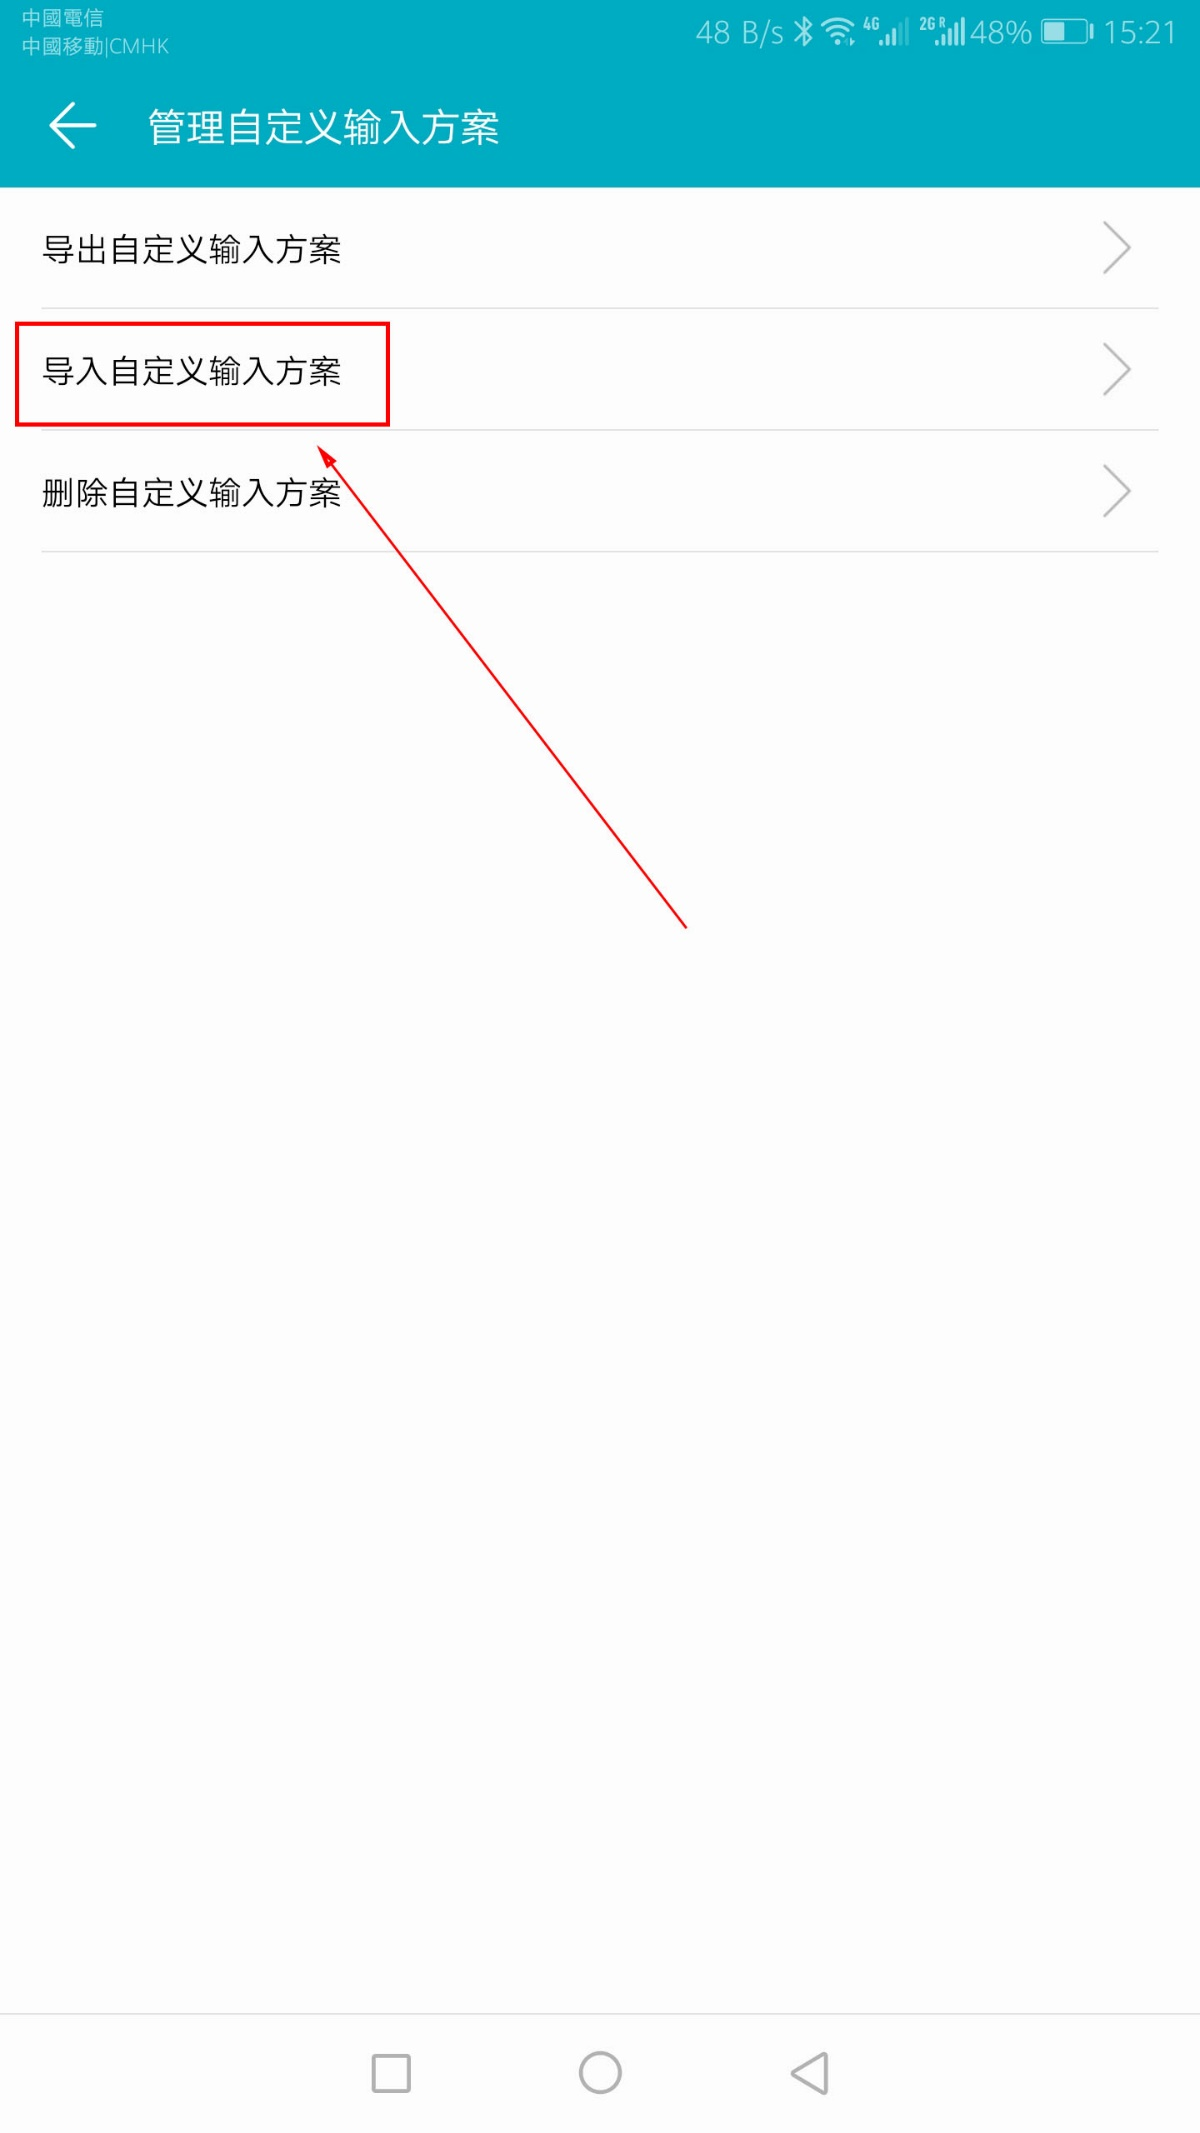 中國電信
中國移動|CMHK
48 B/s 4G 2G R 48% 15:21
管理自定义输入方案
导出自定义输入方案
导入自定义输入方案
删除自定义输入方案